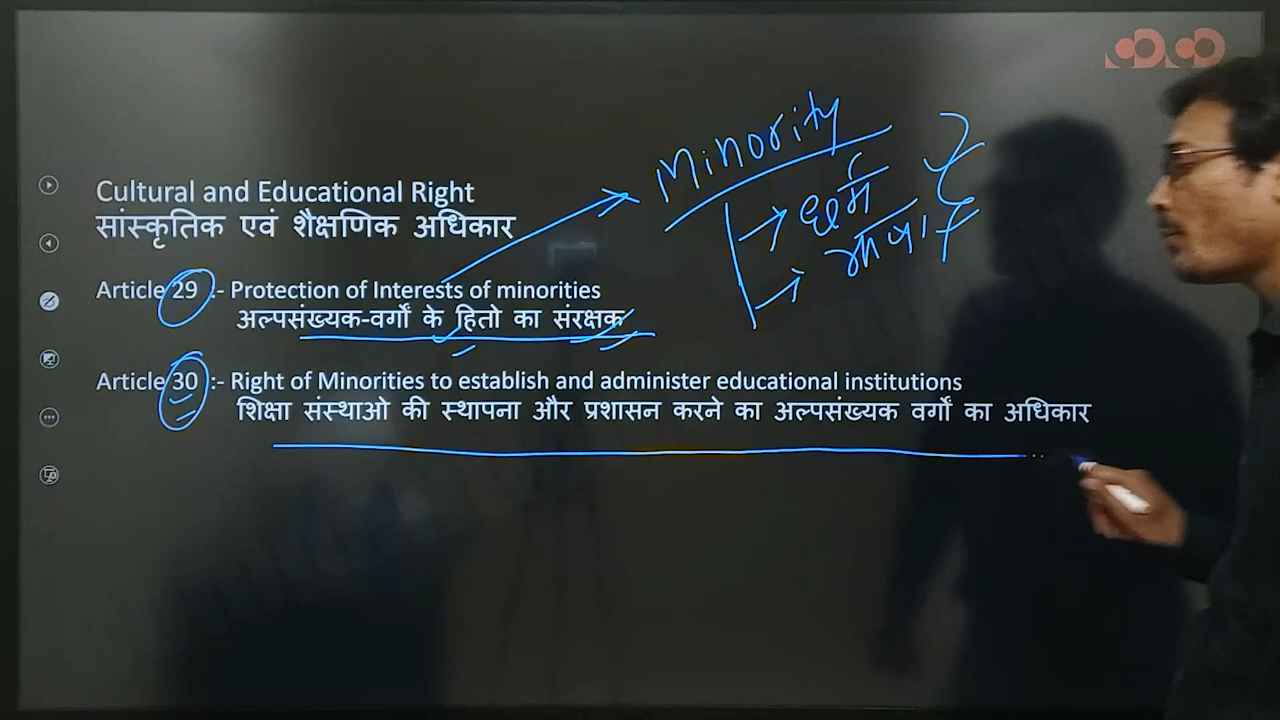 Cultural and Educational Right
सांस्कृतिक एवं शैक्षणिक अधिकार
Article 29 :- Protection of Interests of minorities
अल्पसंख्यक-वर्गों के हितो का संरक्षक
Article 30 :- Right of Minorities to establish and administer educational institutions
शिक्षा संस्थाओ की स्थापना और प्रशासन करने का अल्पसंख्यक वर्गों का अधिकार
Minority
धर्म
भाषा